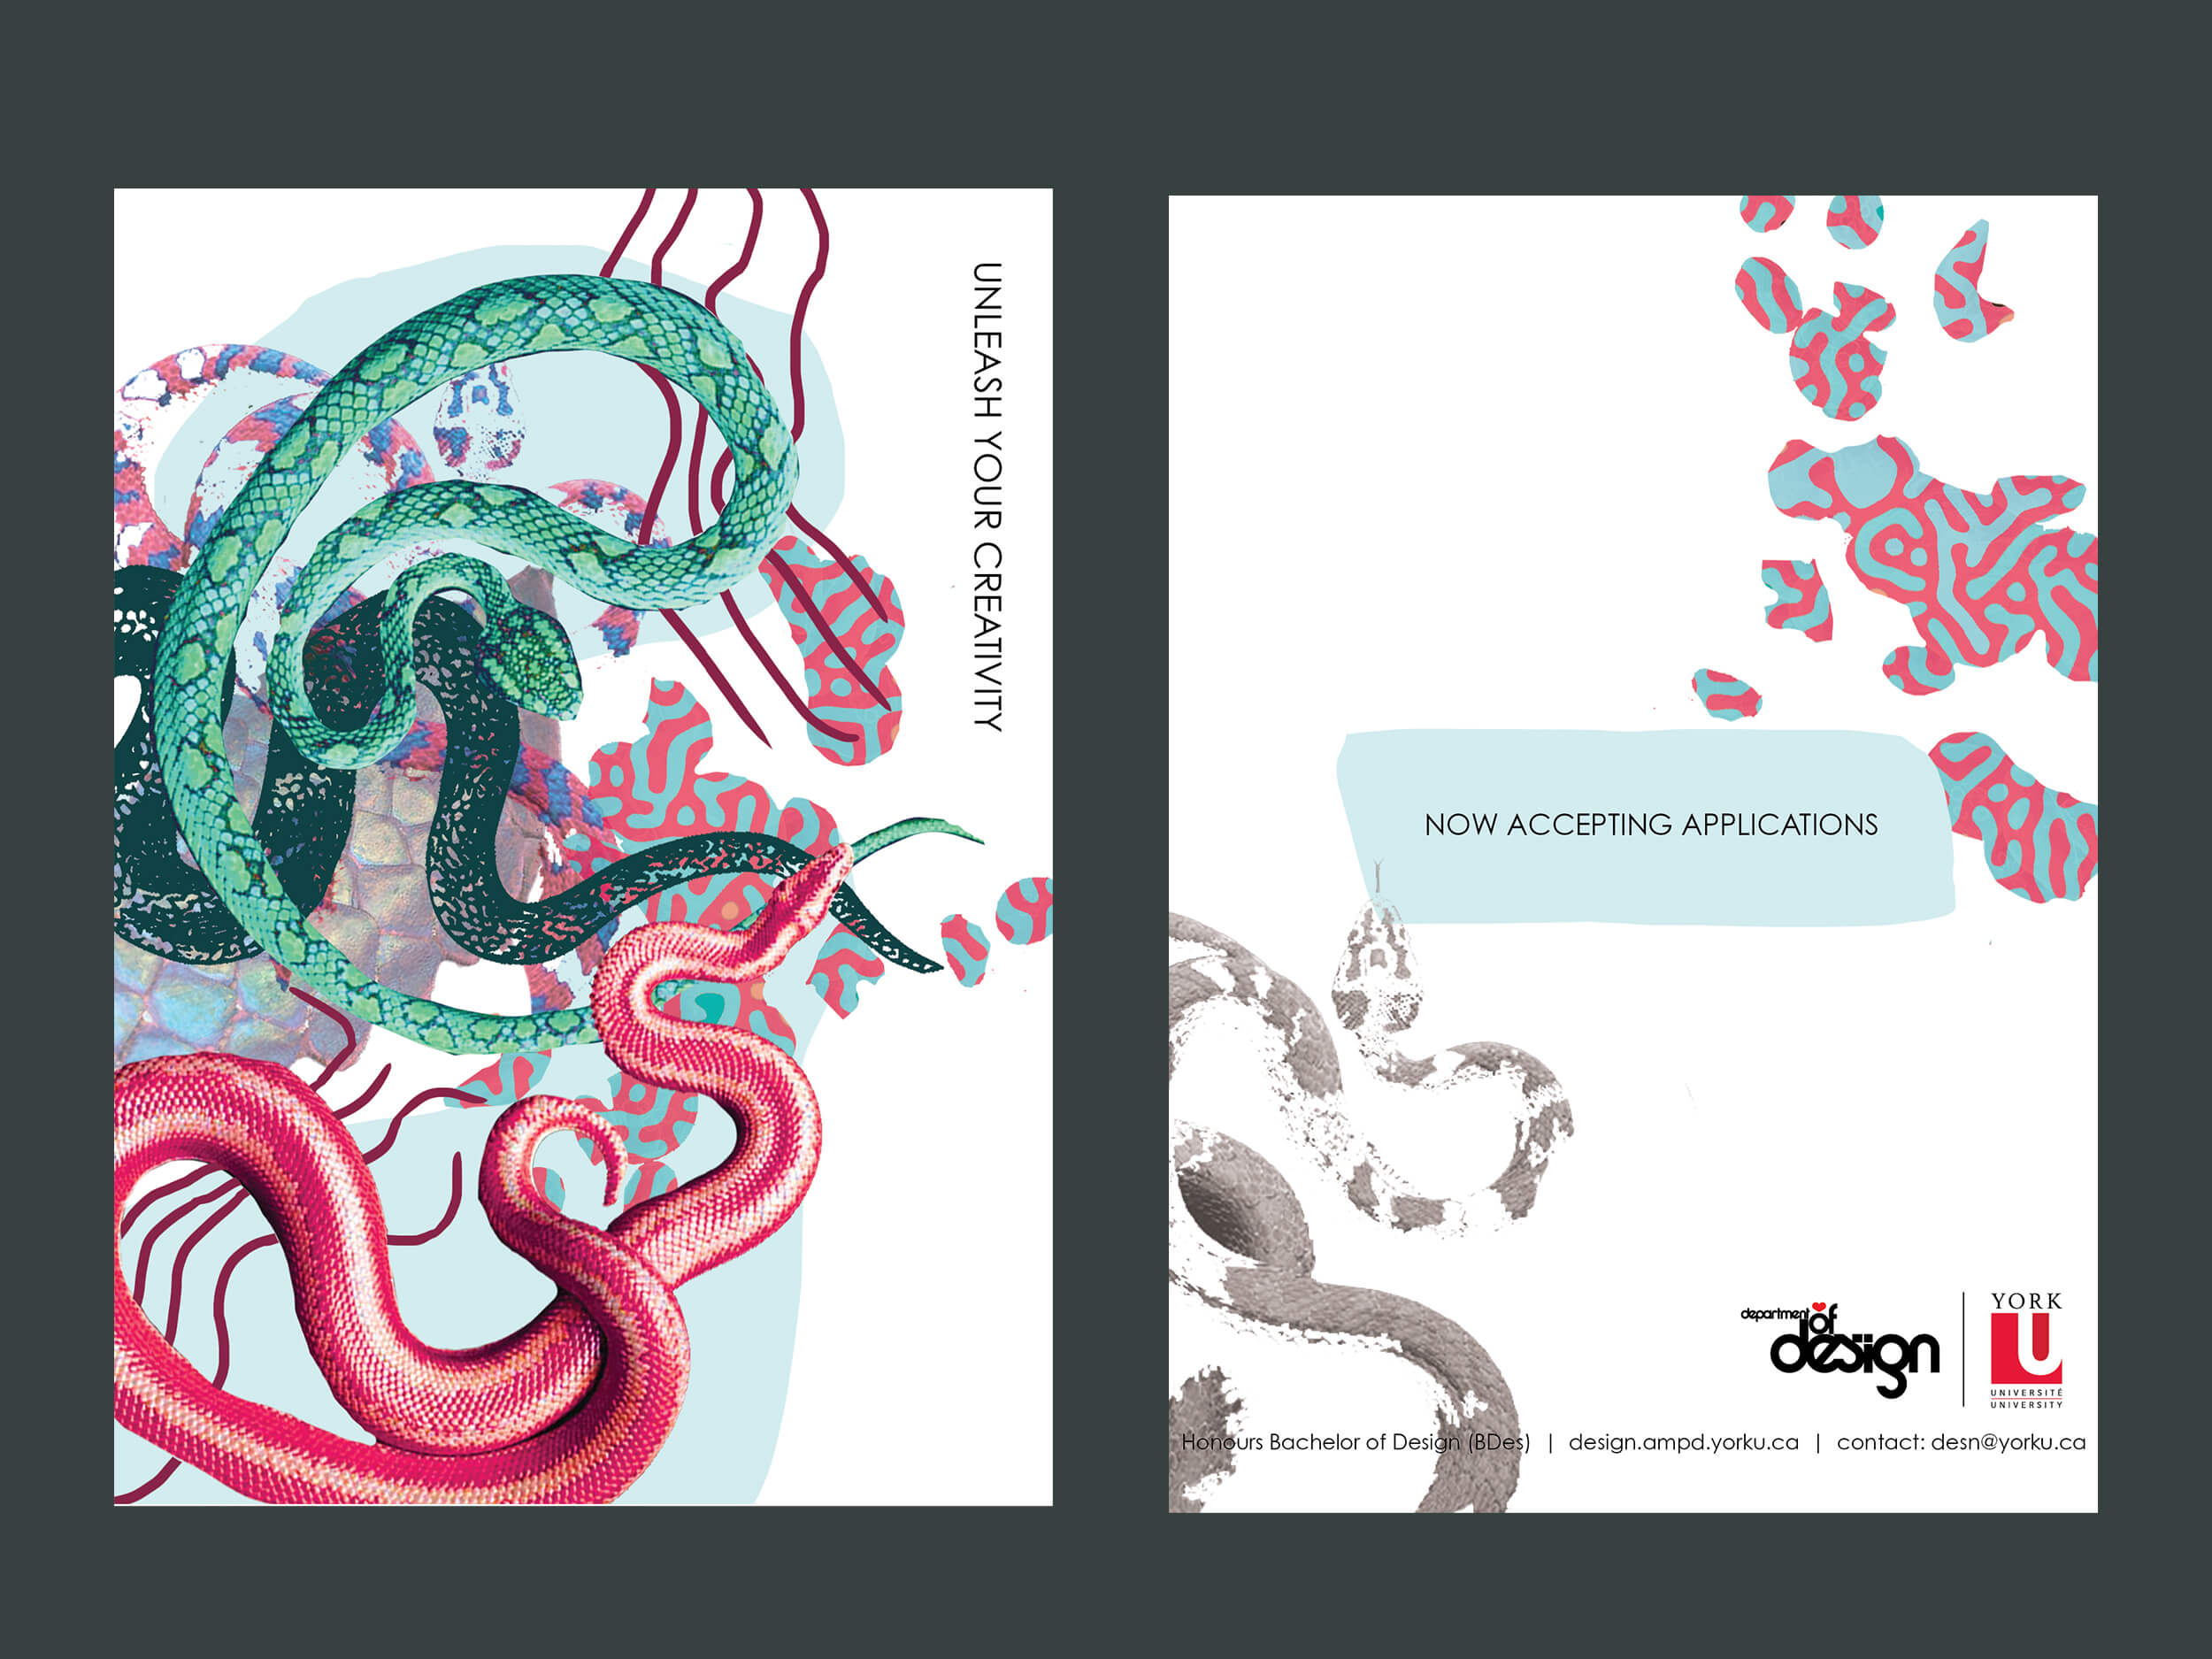 UNLEASH YOUR CREATIVITY
NOW ACCEPTING APPLICATIONS
department of
design
YORK
U
UNIVERSITÉ
UNIVERSITY
Honours Bachelor of Design (BDes) | design.ampd.yorku.ca | contact: desn@yorku.ca